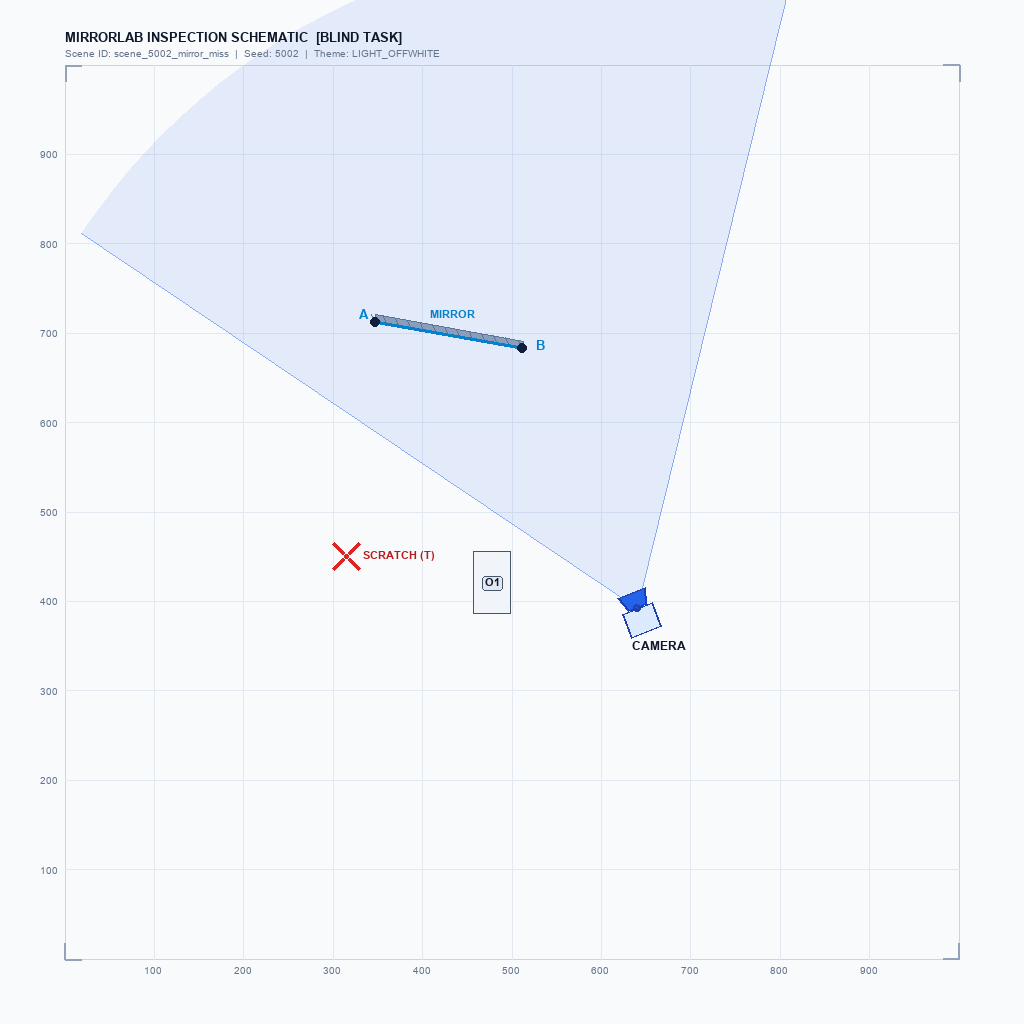 MIRRORLAB INSPECTION SCHEMATIC  [BLIND TASK]
Scene ID: scene_5002_mirror_miss  |  Seed: 5002  |  Theme: LIGHT_OFFWHITE
900
800
A
MIRROR
B
700
600
500
SCRATCH (T)
O1
400
CAMERA
300
200
100
100 200 300 400 500 600 700 800 900